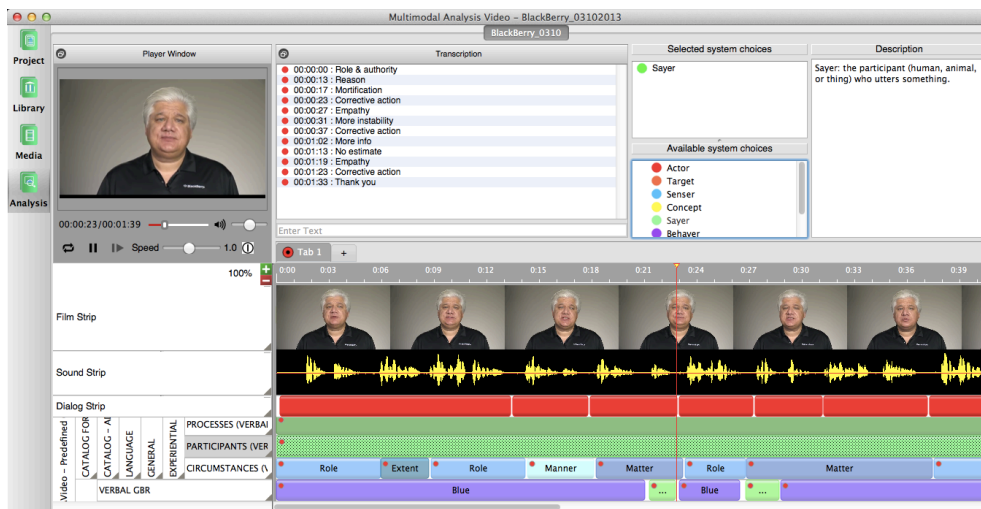 Multimodal Analysis Video – BlackBerry_03102013
BlackBerry_0310
Project
Library
Media
Analysis
Player Window
00:00:23/00:01:39
Speed
1.0
Transcription
00:00:00 : Role & authority
00:00:13 : Reason
00:00:17 : Mortification
00:00:23 : Corrective action
00:00:27 : Empathy
00:00:31 : More instability
00:00:37 : Corrective action
00:01:02 : More info
00:01:13 : No estimate
00:01:19 : Empathy
00:01:23 : Corrective action
00:01:33 : Thank you
Enter Text
Selected system choices
Sayer
Available system choices
Actor
Target
Senser
Concept
Sayer
Behaver
Description
Sayer: the participant (human, animal,
or thing) who utters something.
Tab 1 +
100% 0:00 0:03 0:06 0:09 0:12 0:15 0:18 0:21 0:24 0:27 0:30 0:33 0:36 0:39
Film Strip
Sound Strip
Dialog Strip
Video – Predefined
CATALOG FOR
CATALOG – AI
LANGUAGE
GENERAL
EXPERIENTIAL
PROCESSES (VERBAI
PARTICIPANTS (VER
CIRCUMSTANCES (\
Role Extent Role Manner Matter Role Matter
VERBAL GBR
Blue ... Blue ...